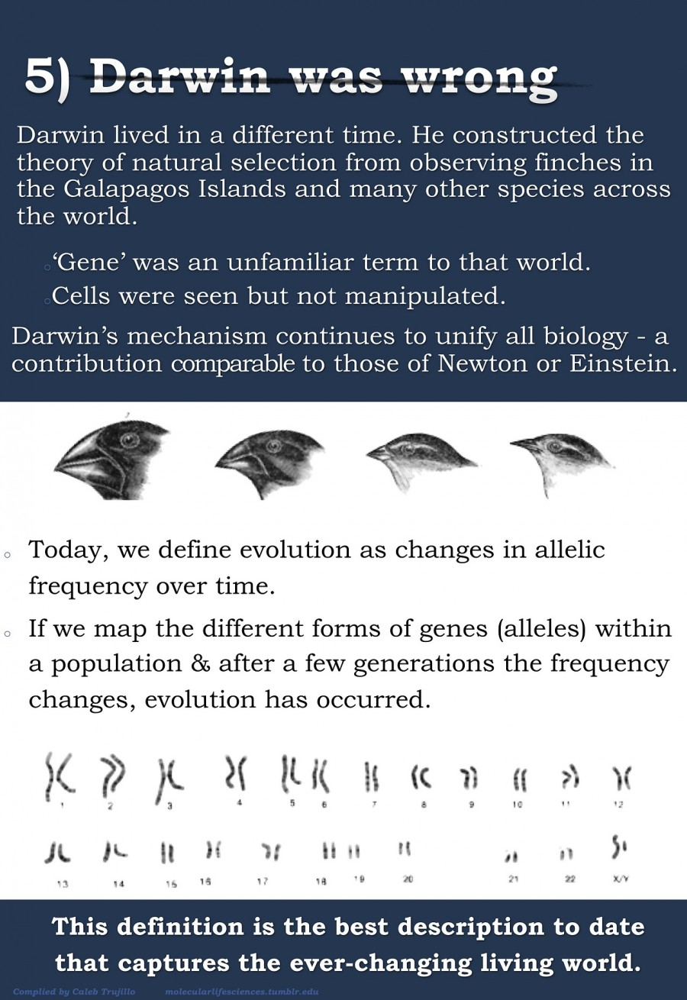 5) Darwin was wrong
Darwin lived in a different time. He constructed the
theory of natural selection from observing finches in
the Galapagos Islands and many other species across
the world.
‘Gene’ was an unfamiliar term to that world.
Cells were seen but not manipulated.
Darwin’s mechanism continues to unify all biology - a
contribution comparable to those of Newton or Einstein.
Today, we define evolution as changes in allelic
frequency over time.
If we map the different forms of genes (alleles) within
a population & after a few generations the frequency
changes, evolution has occurred.
1 2 3 4 5 6 7 8 9 10 11 12
13 14 15 16 17 18 19 20 21 22 X/Y
This definition is the best description to date
that captures the ever-changing living world.
Complied by Caleb Trujillo molecularlifesciences.tumblr.edu